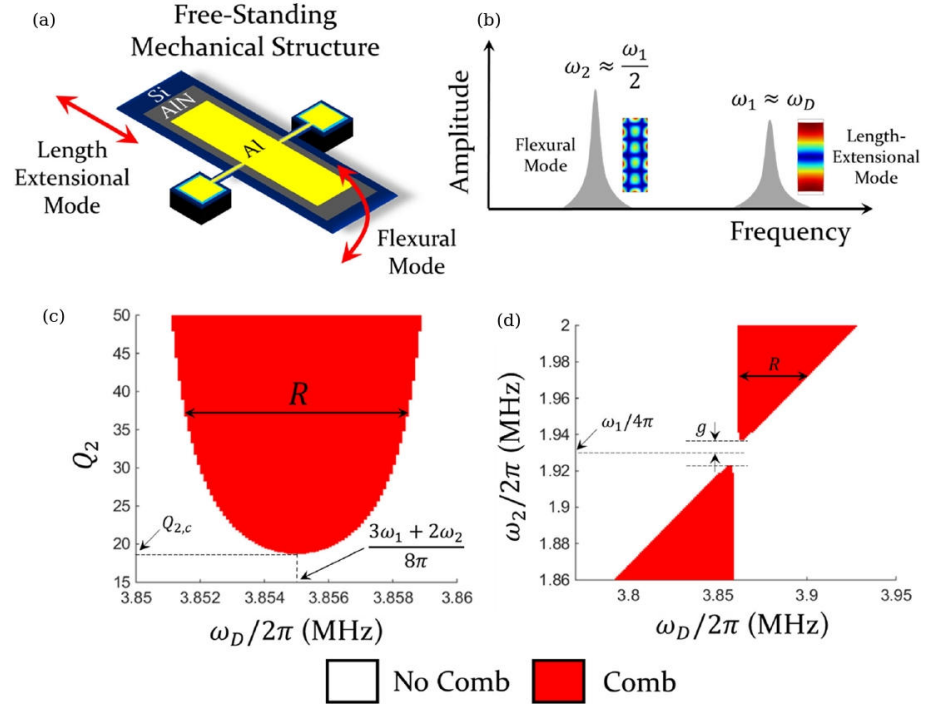 (a)
Free-Standing
Mechanical Structure
Si
AlN
Al
Length
Extensional
Mode
Flexural
Mode
(b)
Amplitude
ω₂ ≈ ω₁/2
ω₁ ≈ ω_D
Flexural
Mode
Length-
Extensional
Mode
Frequency
(c)
50
45
40
35
30
25
20
15
Q₂
R
Q₂,c
(3ω₁ + 2ω₂)/8π
3.85
3.852
3.854
3.856
3.858
3.86
ω_D/2π (MHz)
(d)
2
1.98
1.96
1.94
1.92
1.9
1.88
1.86
ω₂/2π (MHz)
R
g
ω₁/4π
3.8
3.85
3.9
3.95
ω_D/2π (MHz)
No Comb
Comb